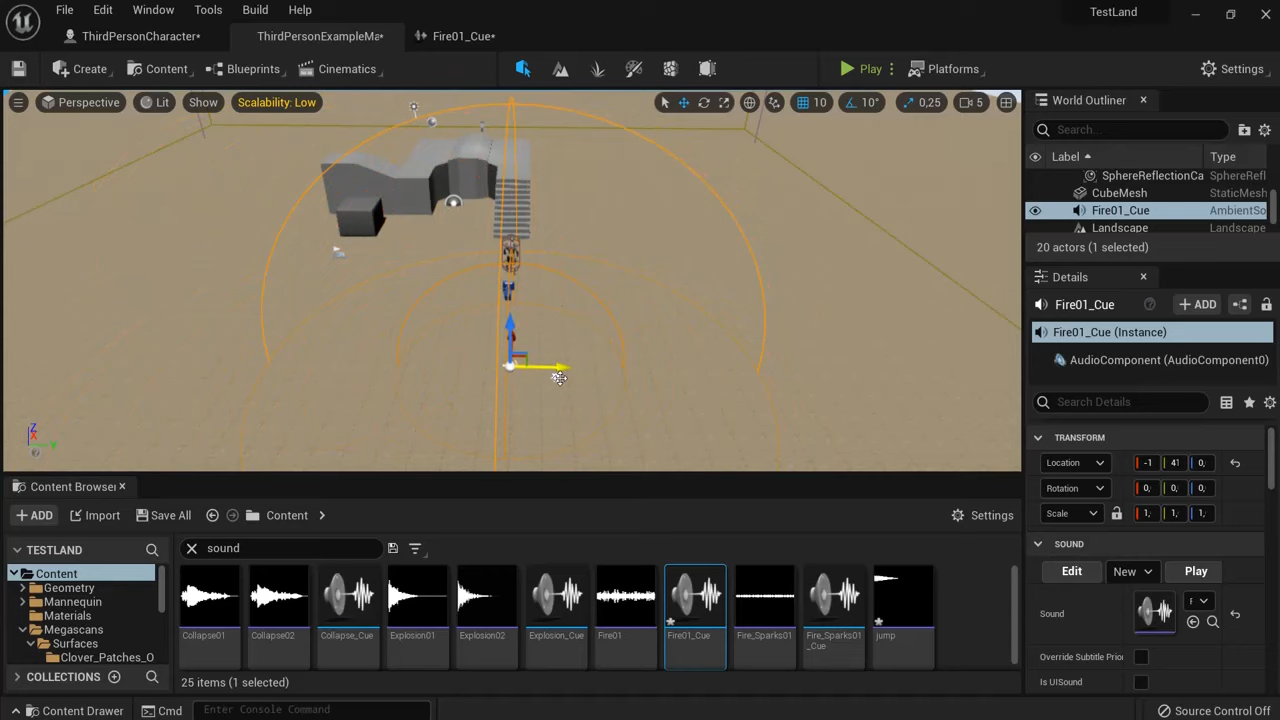 File Edit Window Tools Build Help
TestLand
ThirdPersonCharacter*
ThirdPersonExampleMa*
Fire01_Cue*
Create
Content
Blueprints
Cinematics
Play
Platforms
Settings
Perspective
Lit
Show
Scalability: Low
10
10°
0,25
5
World Outliner
Search...
Label
Type
SphereReflectionCa SphereRefl
CubeMesh StaticMesh
Fire01_Cue AmbientSo
Landscape Landscape
20 actors (1 selected)
Details
Fire01_Cue
ADD
Fire01_Cue (Instance)
AudioComponent (AudioComponent0)
Search Details
TRANSFORM
Location -1 41 0,
Rotation 0, 0, 0,
Scale 1, 1, 1,
SOUND
Edit New Play
Sound
Override Subtitle Prior
Is UISound
Z
X
Y
Content Browser
ADD
Import
Save All
Content
Settings
TESTLAND
Content
Geometry
Mannequin
Materials
Megascans
Surfaces
Clover_Patches_O
COLLECTIONS
sound
Collapse01
Collapse02
Collapse_Cue
Explosion01
Explosion02
Explosion_Cue
Fire01
Fire01_Cue
Fire_Sparks01
Fire_Sparks01
_Cue
jump
25 items (1 selected)
Content Drawer
Cmd
Enter Console Command
Source Control Off